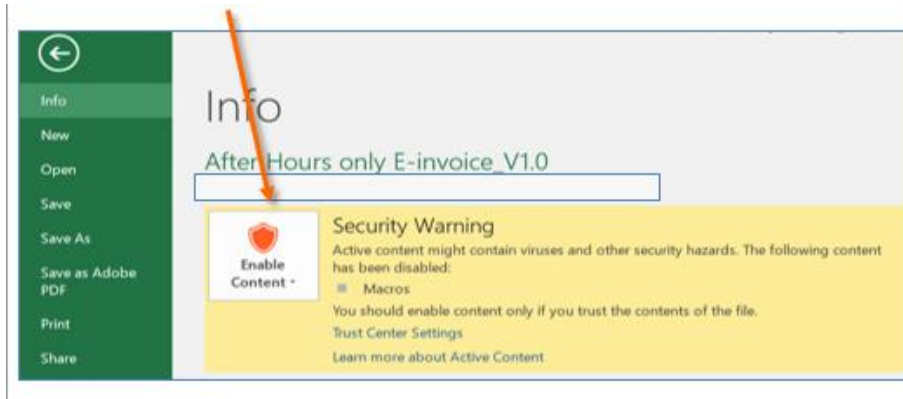 Info
New
Open
Save
Save As
Save as Adobe
PDF
Print
Share
Info
After Hours only E-invoice_V1.0
Enable
Content
Security Warning
Active content might contain viruses and other security hazards. The following content
has been disabled:
Macros
You should enable content only if you trust the contents of the file.
Trust Center Settings
Learn more about Active Content